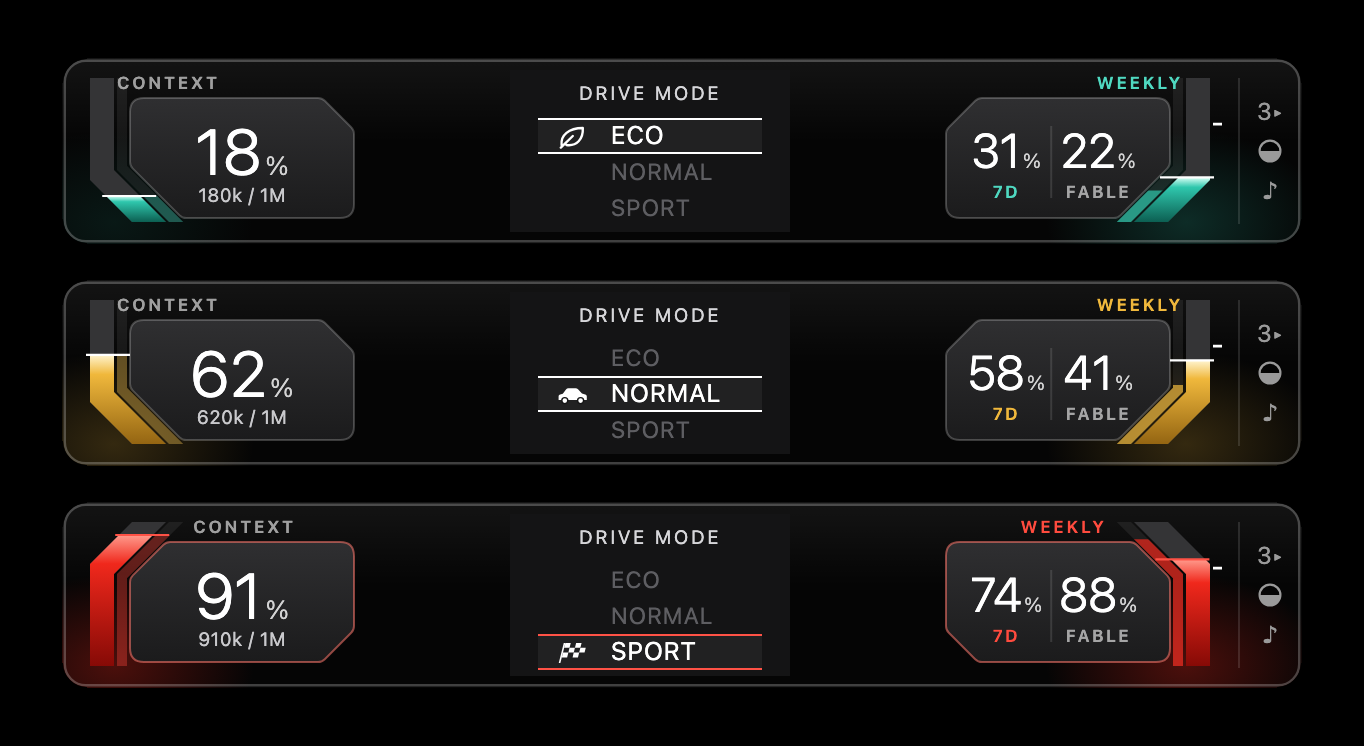 CONTEXT
18%
180k / 1M
DRIVE MODE
ECO
NORMAL
SPORT
WEEKLY
31% 22%
7D FABLE
3▸
♪
CONTEXT
62%
620k / 1M
DRIVE MODE
ECO
NORMAL
SPORT
WEEKLY
58% 41%
7D FABLE
3▸
♪
CONTEXT
91%
910k / 1M
DRIVE MODE
ECO
NORMAL
SPORT
WEEKLY
74% 88%
7D FABLE
3▸
♪